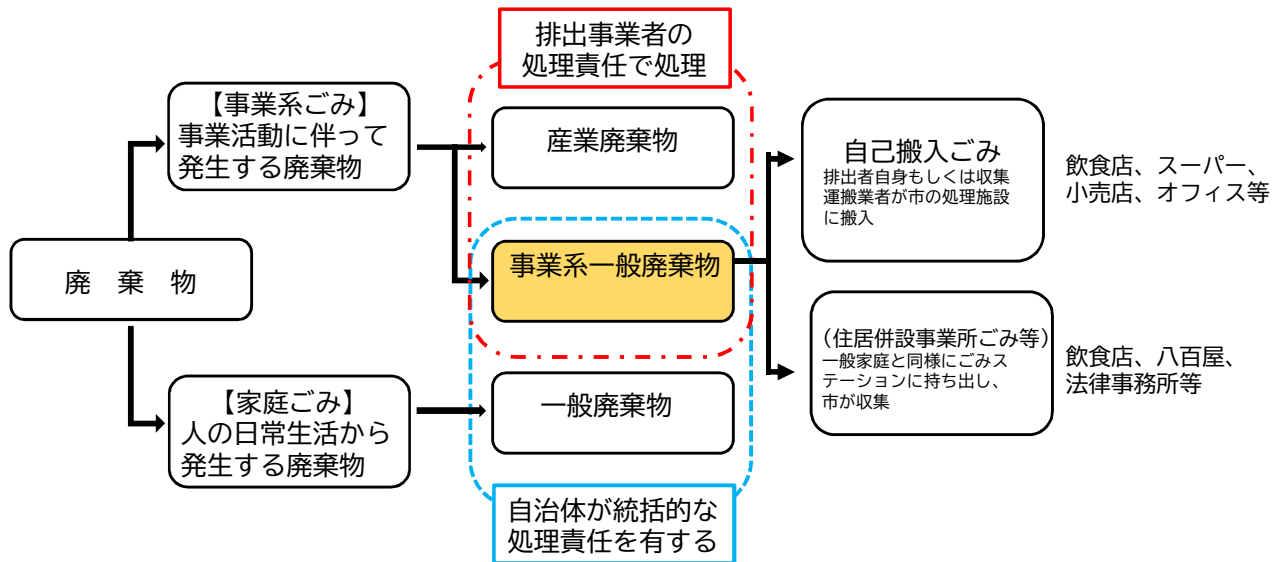 排出事業者の
処理責任で処理
【事業系ごみ】
事業活動に伴って
発生する廃棄物
産業廃棄物
自己搬入ごみ
排出者自身もしくは収集
運搬業者が市の処理施設
に搬入
飲食店、スーパー、
小売店、オフィス等
廃 棄 物
事業系一般廃棄物
（住居併設事業所ごみ等）
一般家庭と同様にごみス
テーションに持ち出し、
市が収集
飲食店、八百屋、
法律事務所等
【家庭ごみ】
人の日常生活から
発生する廃棄物
一般廃棄物
自治体が統括的な
処理責任を有する